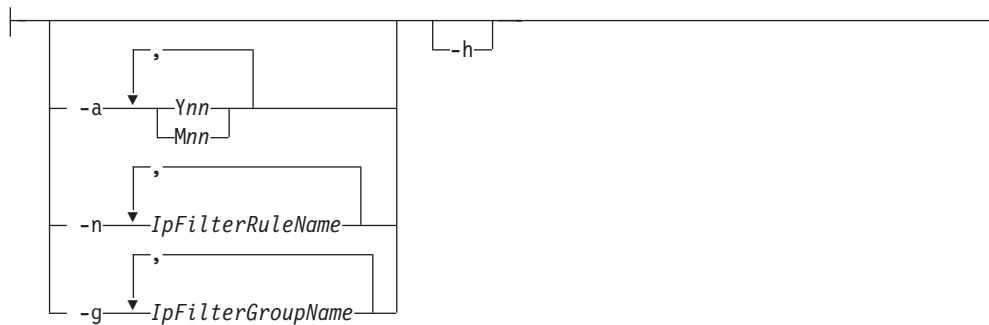 ,
-h
-a Ynn
Mnn
,
-n IpFilterRuleName
,
-g IpFilterGroupName